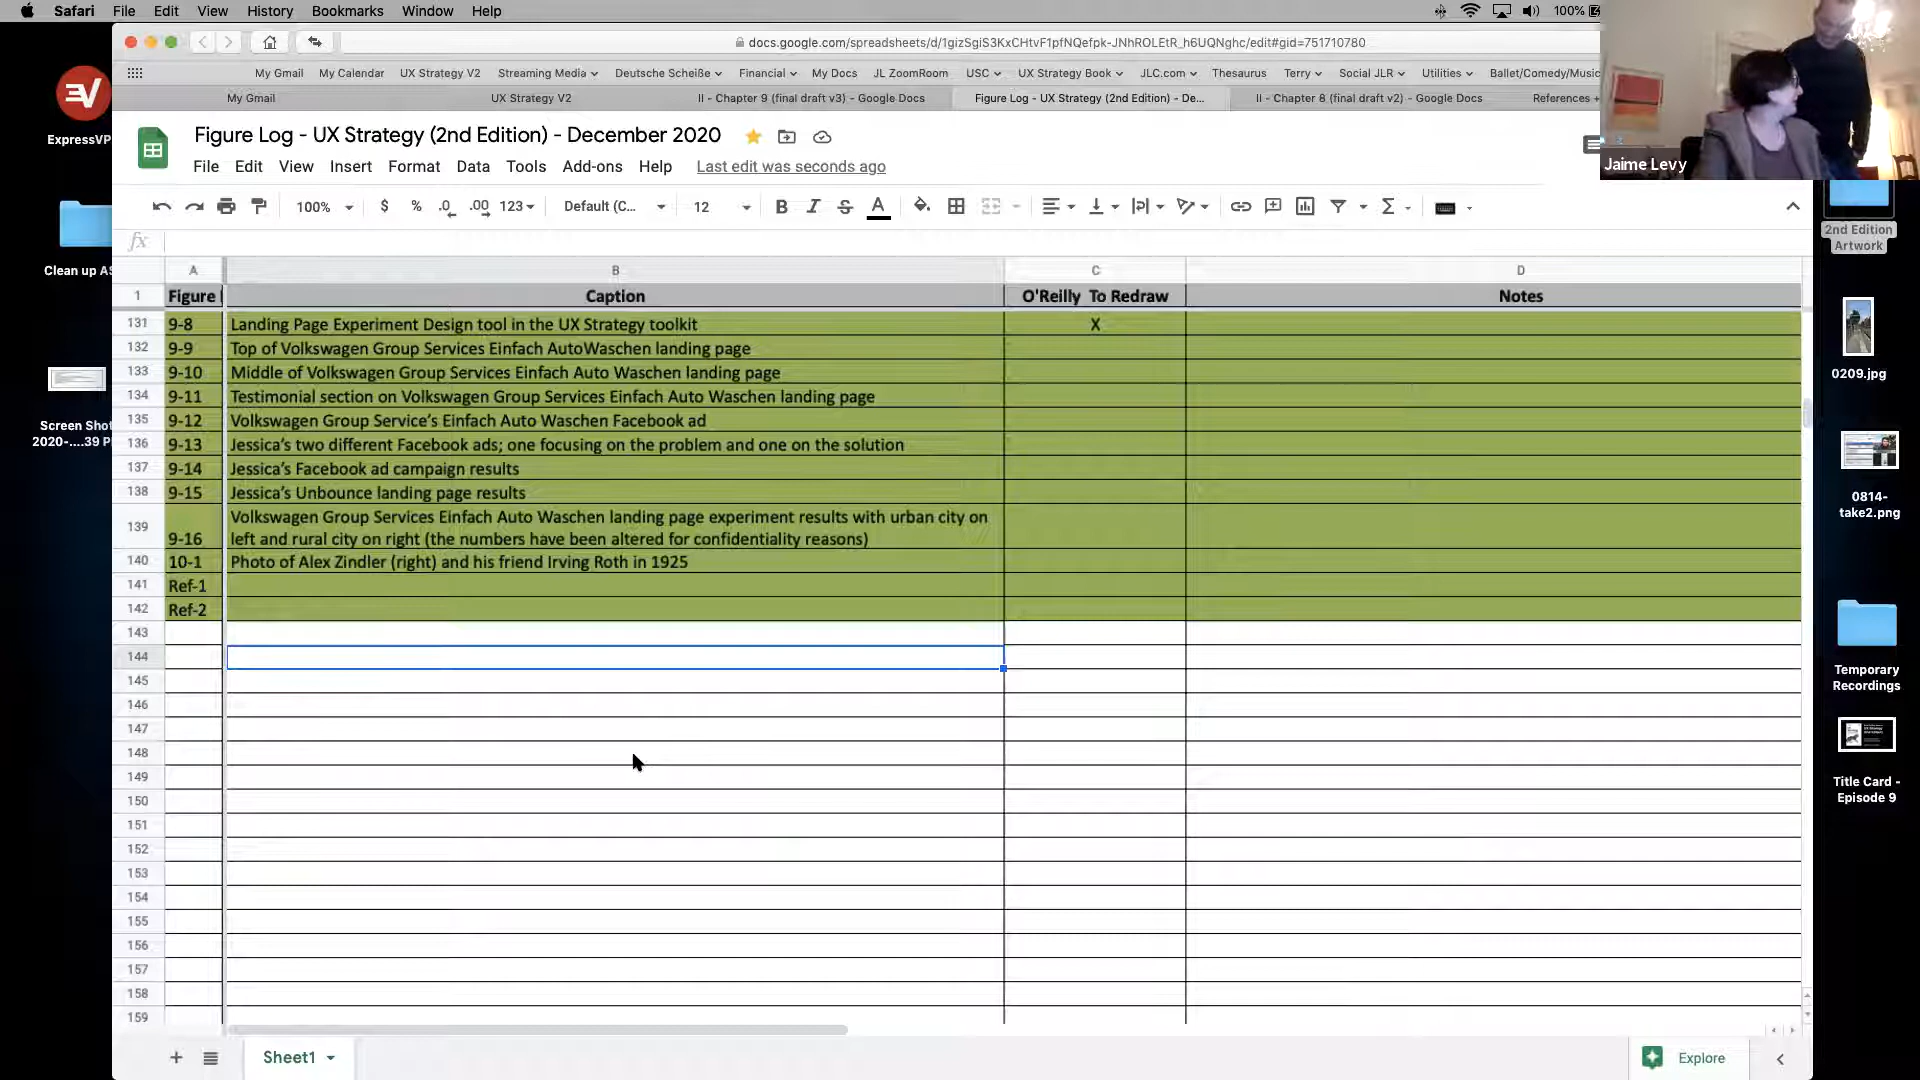 Safari File Edit View History Bookmarks Window Help 100%
docs.google.com/spreadsheets/d/1gizSgiS3KxCHtvF1pfNQefpk-JNhROLEtR_h6UQNghc/edit#gid=751710780
My Gmail My Calendar UX Strategy V2 Streaming Media Deutsche Scheiße Financial My Docs JL ZoomRoom USC UX Strategy Book JLC.com Thesaurus Terry Social JLR Utilities Ballet/Comedy/Music
My Gmail UX Strategy V2 II - Chapter 9 (final draft v3) - Google Docs Figure Log - UX Strategy (2nd Edition) - De... II - Chapter 8 (final draft v2) - Google Docs References +
ExpressVP
Figure Log - UX Strategy (2nd Edition) - December 2020
File Edit View Insert Format Data Tools Add-ons Help Last edit was seconds ago
Jaime Levy
100% $ % .0 .00 123 Default (C... 12 B I S A
fx
A B C D
1 Figure Caption O'Reilly To Redraw Notes
131 9-8 Landing Page Experiment Design tool in the UX Strategy toolkit X
132 9-9 Top of Volkswagen Group Services Einfach AutoWaschen landing page
133 9-10 Middle of Volkswagen Group Services Einfach Auto Waschen landing page
134 9-11 Testimonial section on Volkswagen Group Services Einfach Auto Waschen landing page
135 9-12 Volkswagen Group Service’s Einfach Auto Waschen Facebook ad
136 9-13 Jessica’s two different Facebook ads; one focusing on the problem and one on the solution
137 9-14 Jessica’s Facebook ad campaign results
138 9-15 Jessica’s Unbounce landing page results
139 9-16 Volkswagen Group Services Einfach Auto Waschen landing page experiment results with urban city on
left and rural city on right (the numbers have been altered for confidentiality reasons)
140 10-1 Photo of Alex Zindler (right) and his friend Irving Roth in 1925
141 Ref-1
142 Ref-2
143
144
145
146
147
148
149
150
151
152
153
154
155
156
157
158
159
Sheet1
Explore
Clean up AS
Screen Shot
2020-....39 P
2nd Edition
Artwork
0209.jpg
0814-
take2.png
Temporary
Recordings
Title Card -
Episode 9